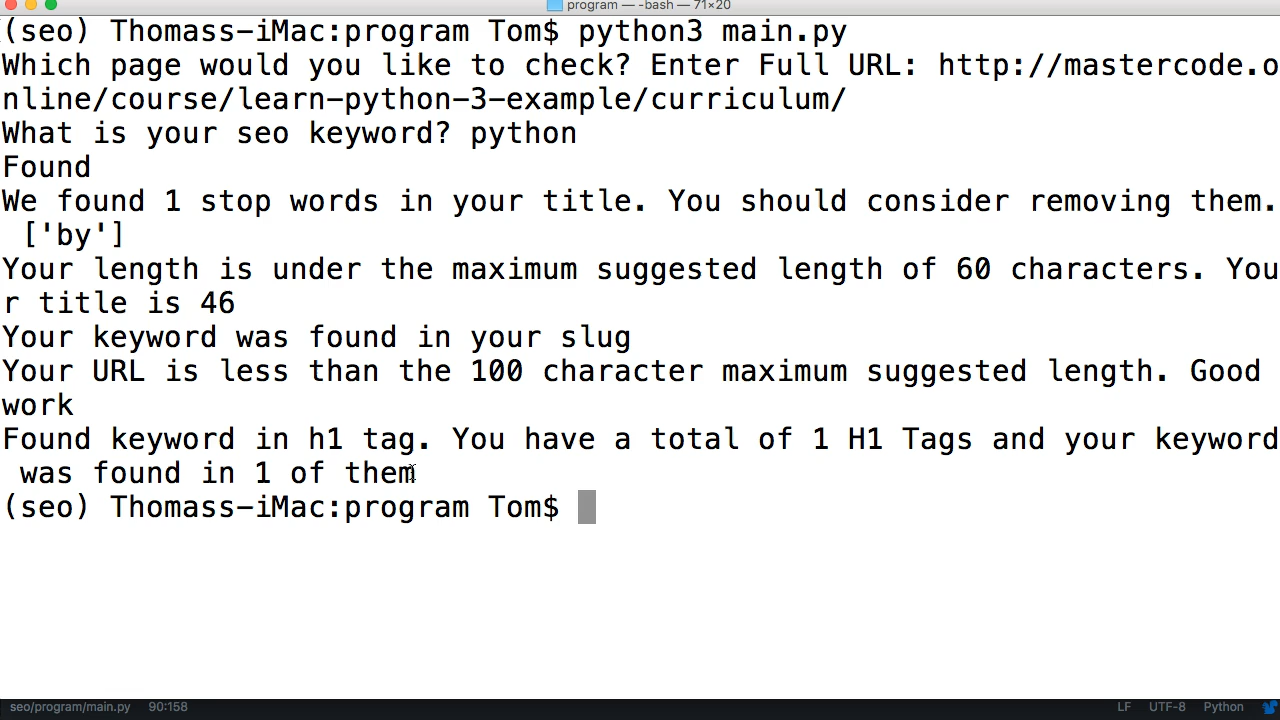 program — -bash — 71×20
(seo) Thomass-iMac:program Tom$ python3 main.py
Which page would you like to check? Enter Full URL: http://mastercode.o
nline/course/learn-python-3-example/curriculum/
What is your seo keyword? python
Found
We found 1 stop words in your title. You should consider removing them.
 ['by']
Your length is under the maximum suggested length of 60 characters. You
r title is 46
Your keyword was found in your slug
Your URL is less than the 100 character maximum suggested length. Good
work
Found keyword in h1 tag. You have a total of 1 H1 Tags and your keyword
 was found in 1 of them
(seo) Thomass-iMac:program Tom$
seo/program/main.py 90:158 LF UTF-8 Python